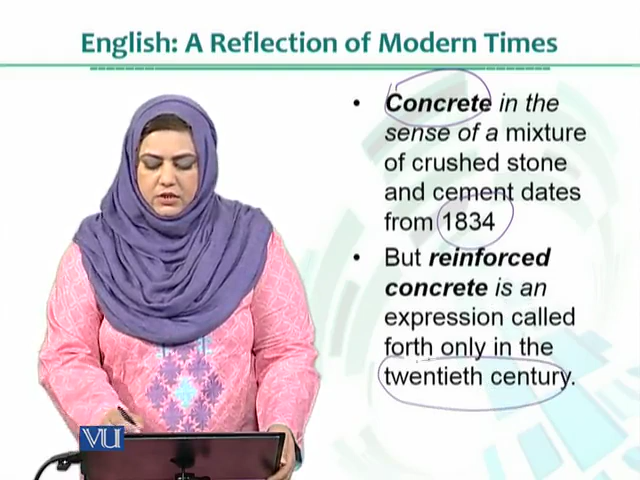 English: A Reflection of Modern Times
• Concrete in the
sense of a mixture
of crushed stone
and cement dates
from 1834
• But reinforced
concrete is an
expression called
forth only in the
twentieth century.
VU